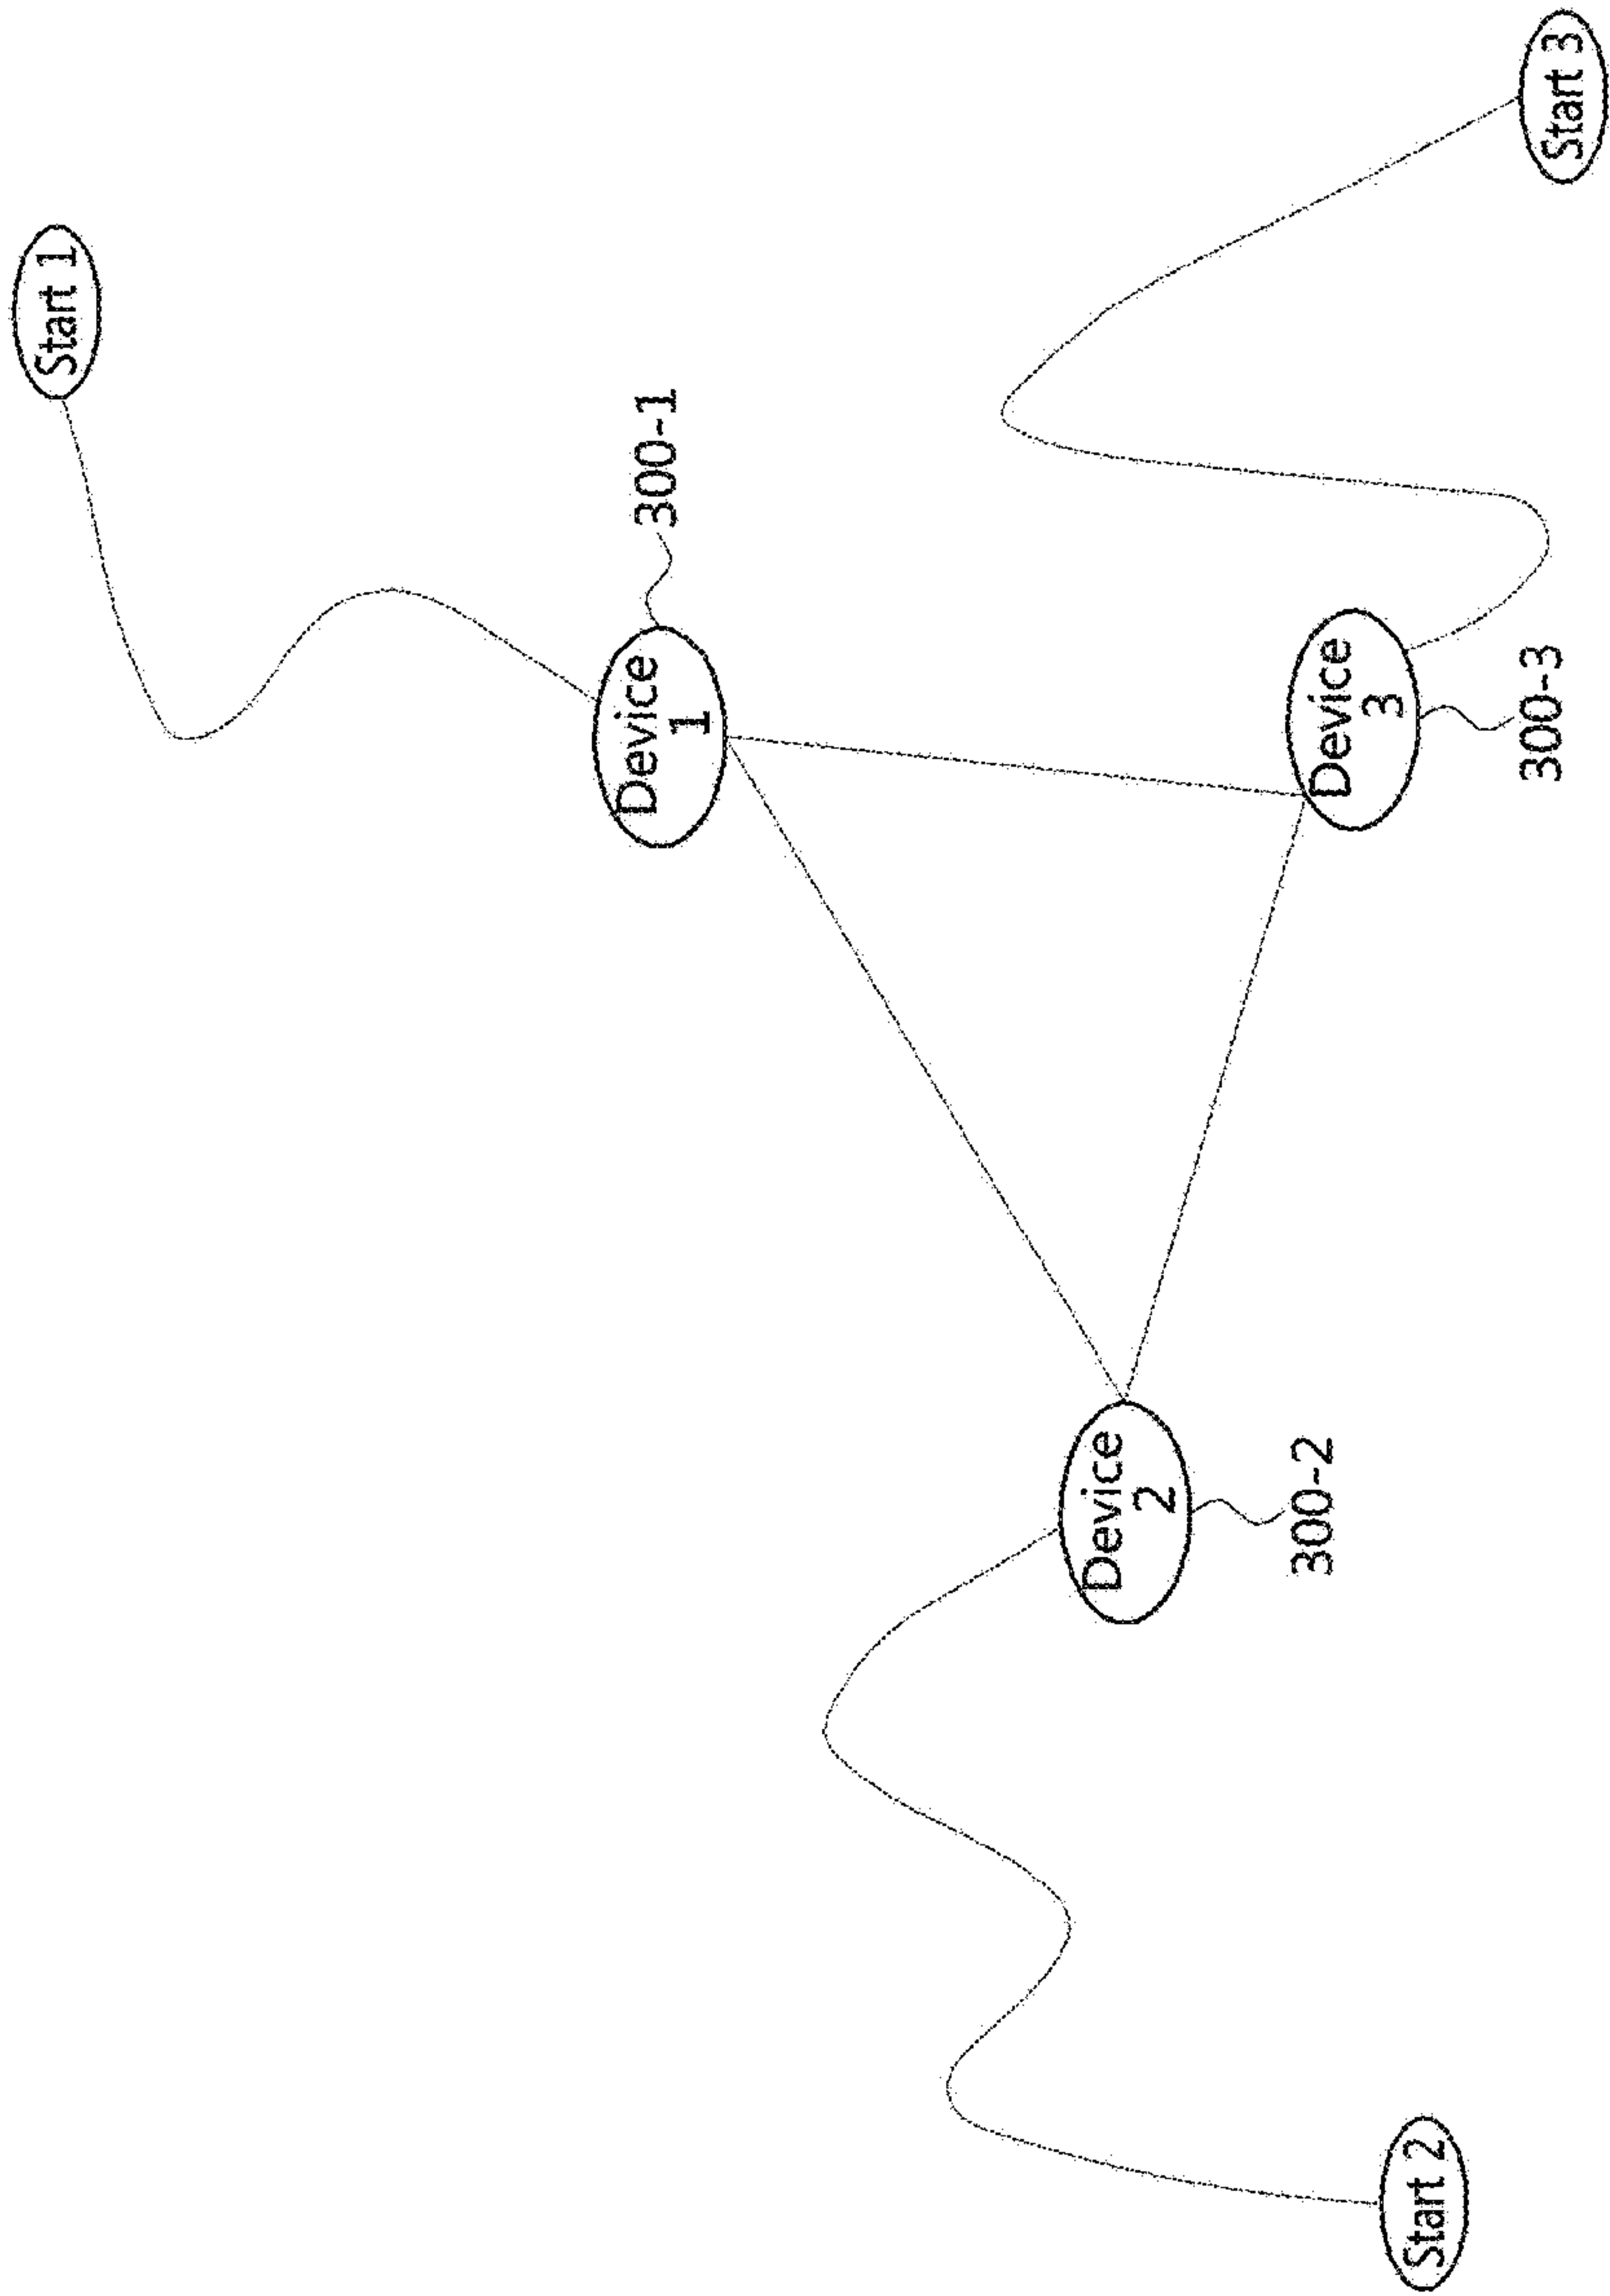 Start 1
300-1
Device
1
Start 3
Device
3
300-3
Device
2
300-2
Start 2